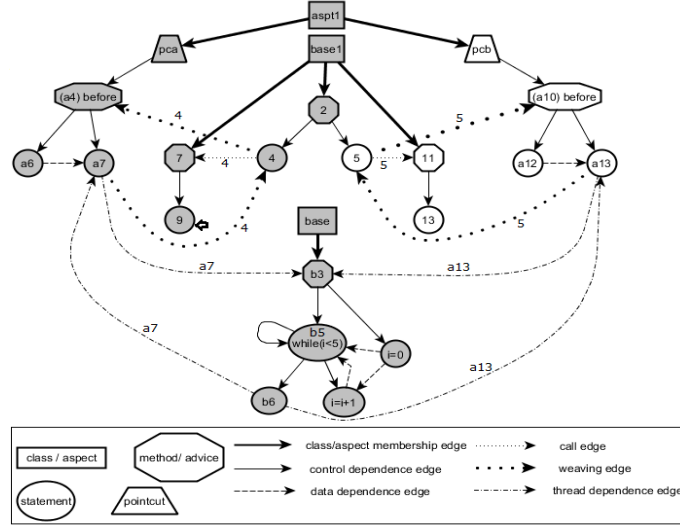 aspt1
pca
base1
pcb
(a4) before
(a10) before
2
4
5
7
4
5
11
a6
a7
4
5
a12
a13
9
13
4
5
base
a7
b3
a13
b5
while(i<5)
i=0
a7
a13
b6
i=i+1
class / aspect
method/ advice
class/aspect membership edge
call edge
control dependence edge
weaving edge
statement
pointcut
data dependence edge
thread dependence edge